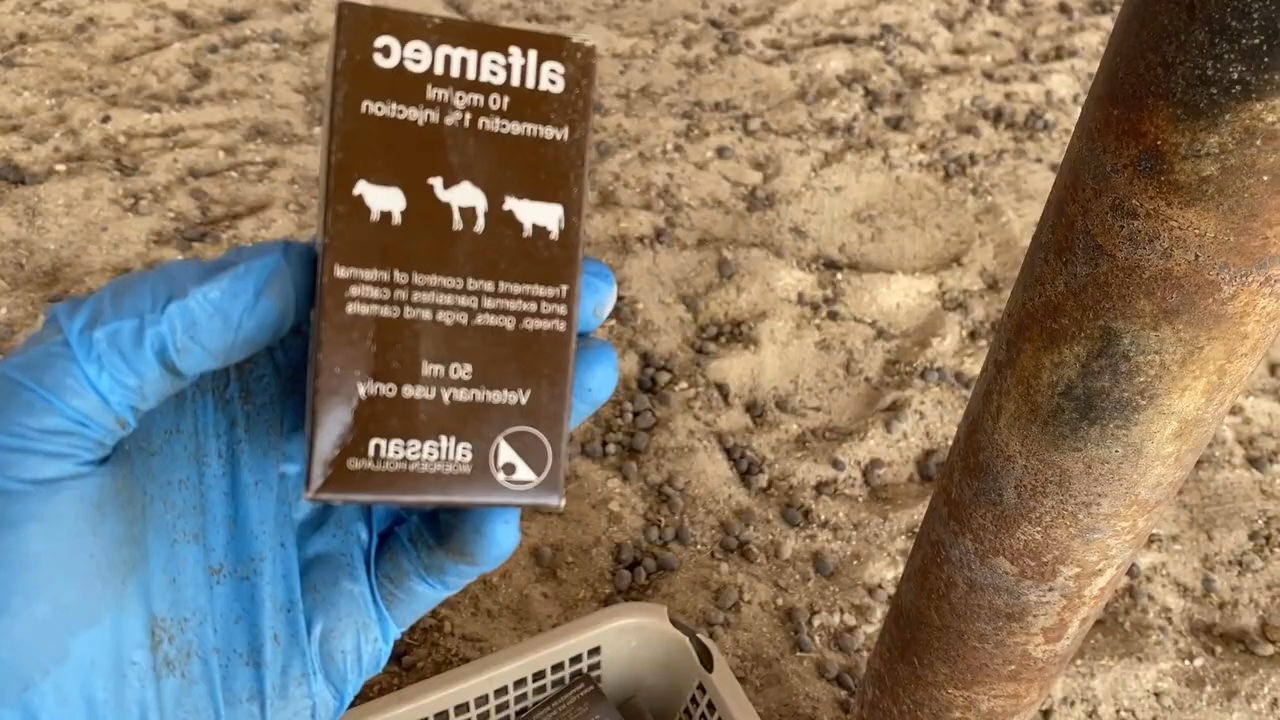 alfamec
10 mg/ml
Ivermectin 1% injection
Treatment and control of internal
and external parasites in cattle,
sheep, goats, pigs and camels
50 ml
Veterinary use only
alfasan
WOERDEN HOLLAND